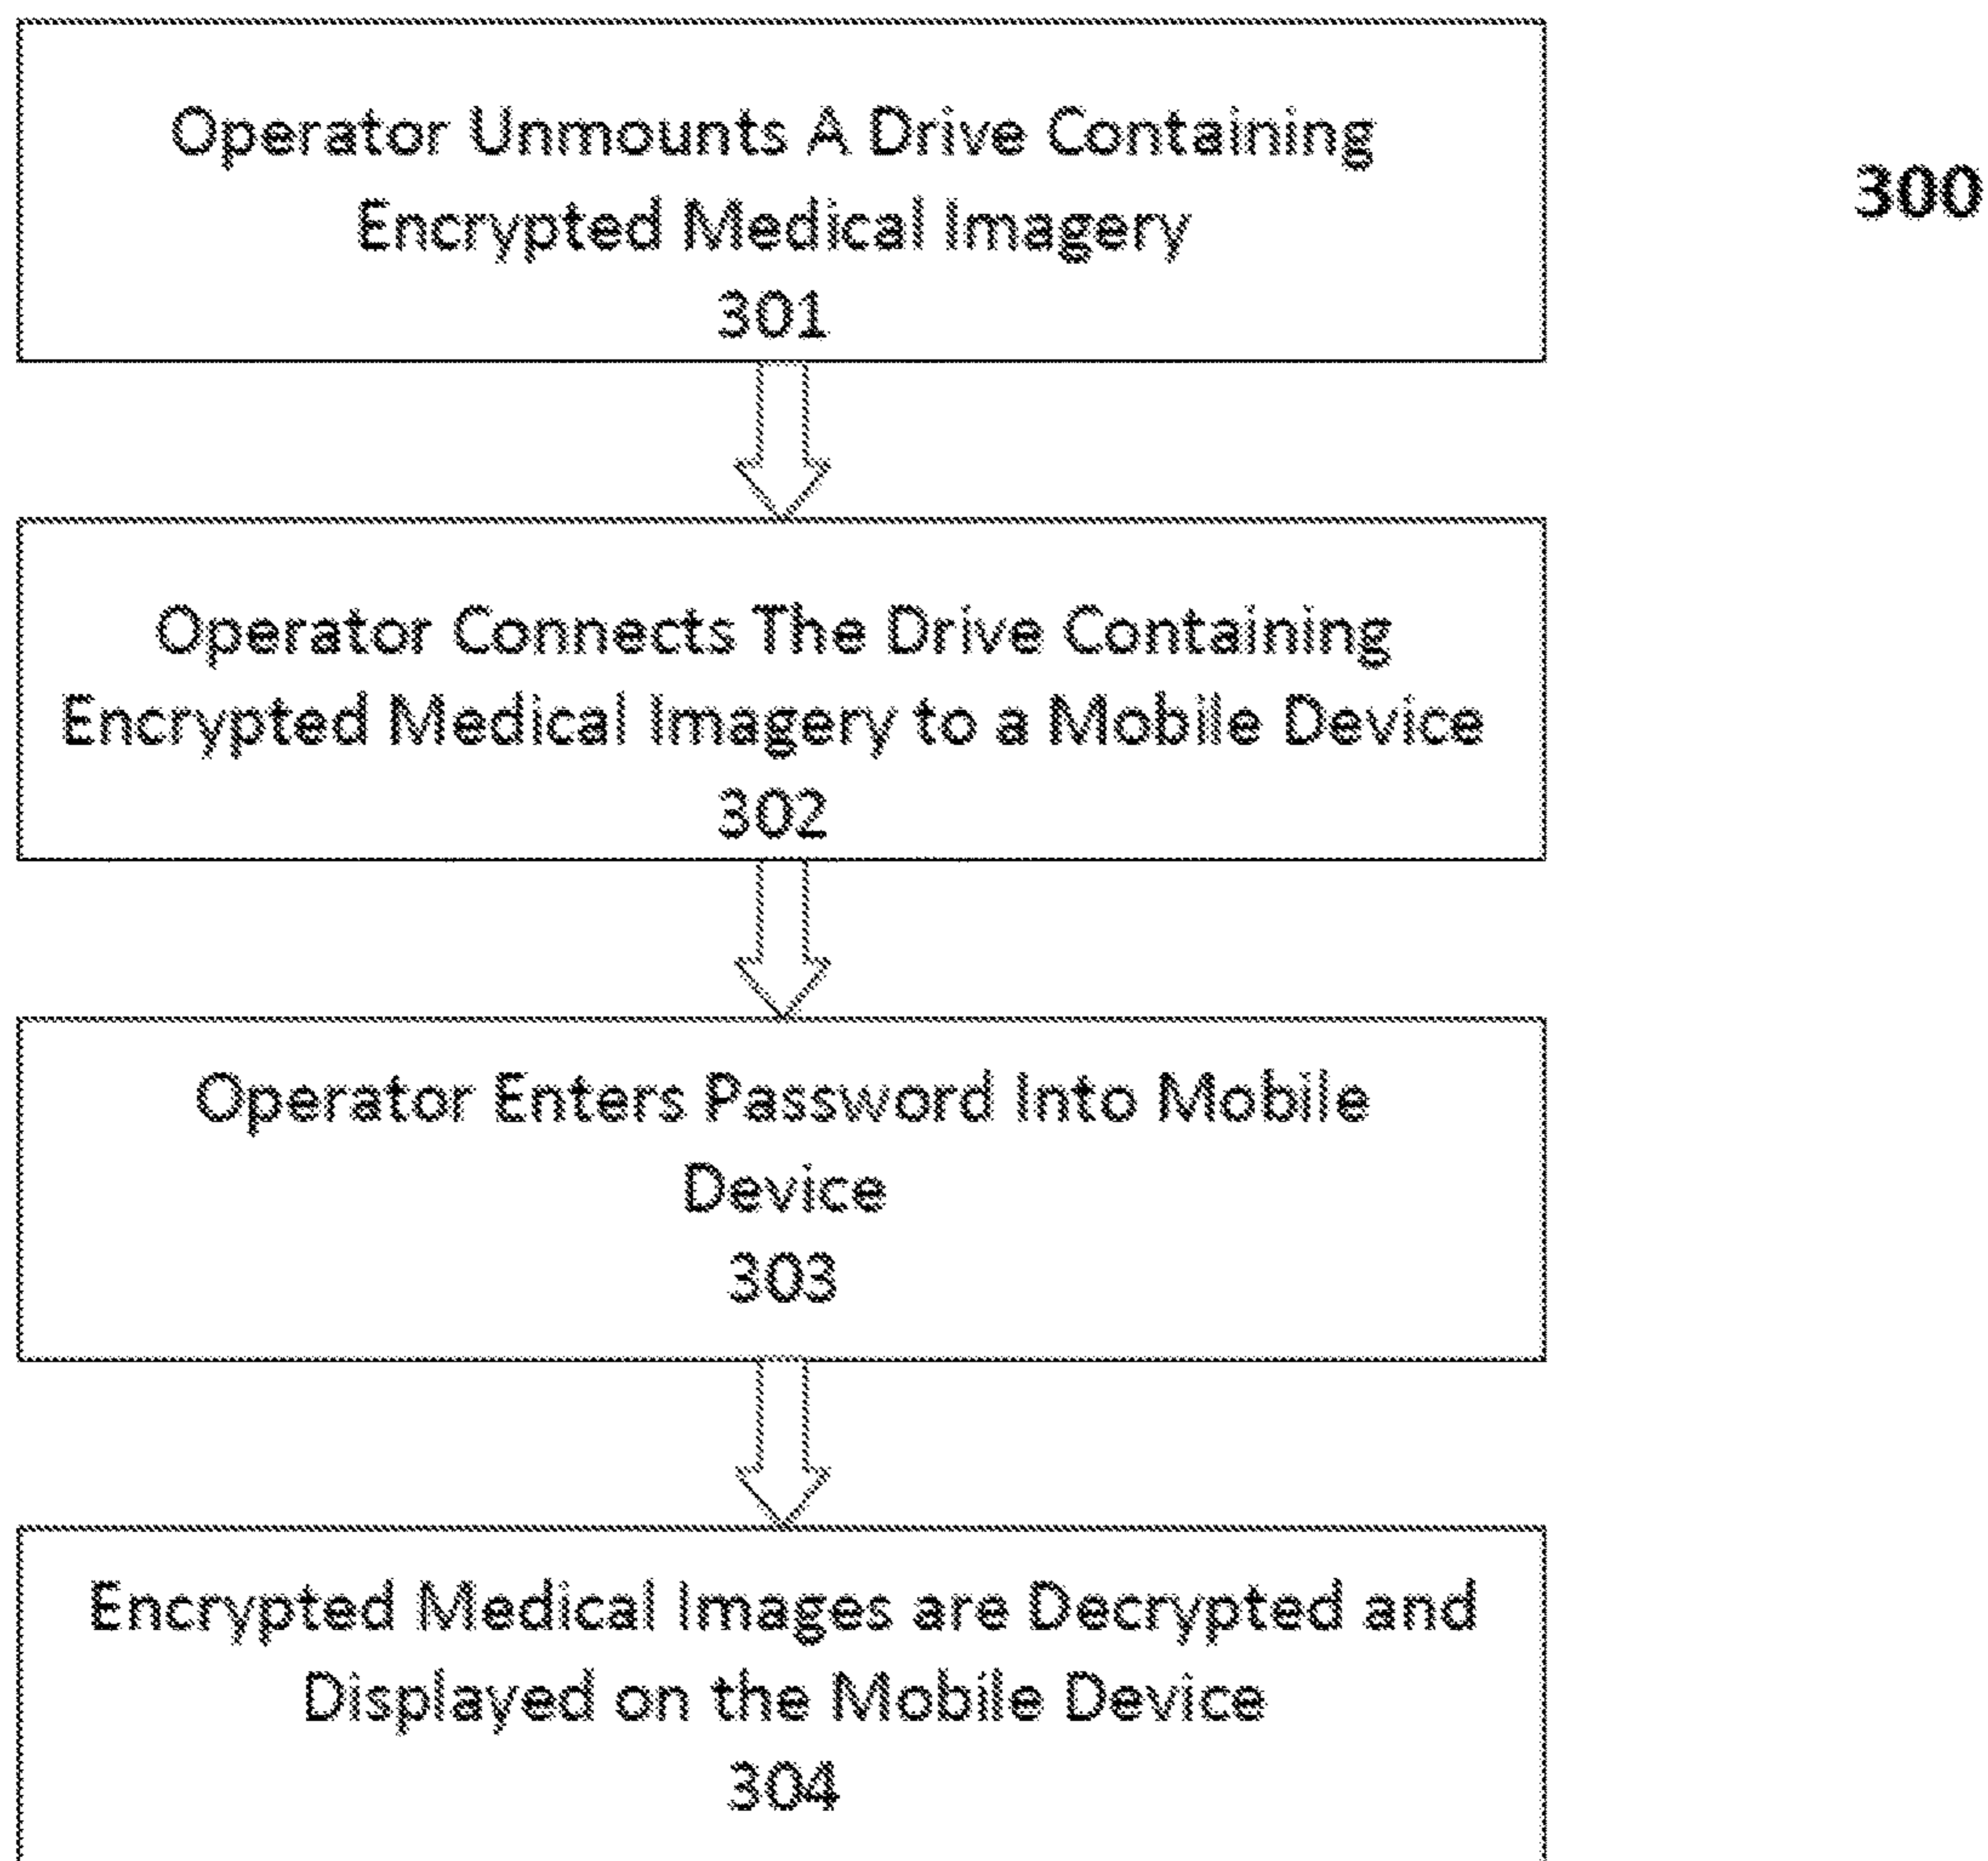 Operator Unmounts A Drive Containing
Encrypted Medical Imagery
301
300
Operator Connects The Drive Containing
Encrypted Medical Imagery to a Mobile Device
302
Operator Enters Password Into Mobile
Device
303
Encrypted Medical Images are Decrypted and
Displayed on the Mobile Device
304